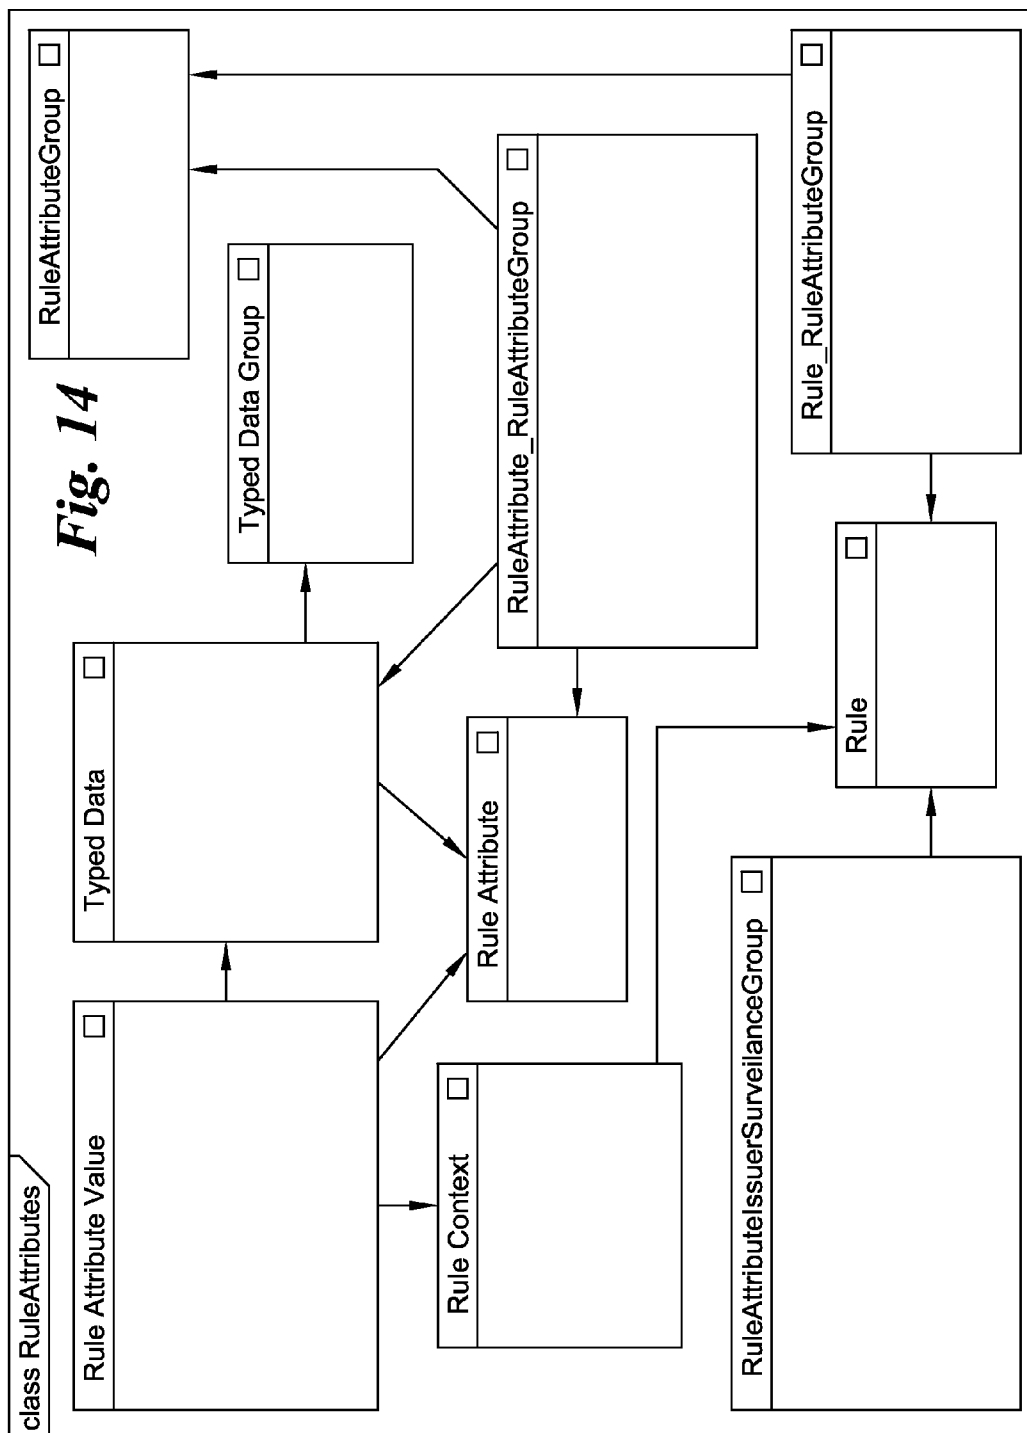 class RuleAttributes
Rule Attribute Value
Typed Data
Fig. 14
RuleAttributeGroup
Typed Data Group
Rule Context
Rule Attribute
RuleAttribute_RuleAttributeGroup
RuleAttributeIssuerSurveilanceGroup
Rule
Rule_RuleAttributeGroup